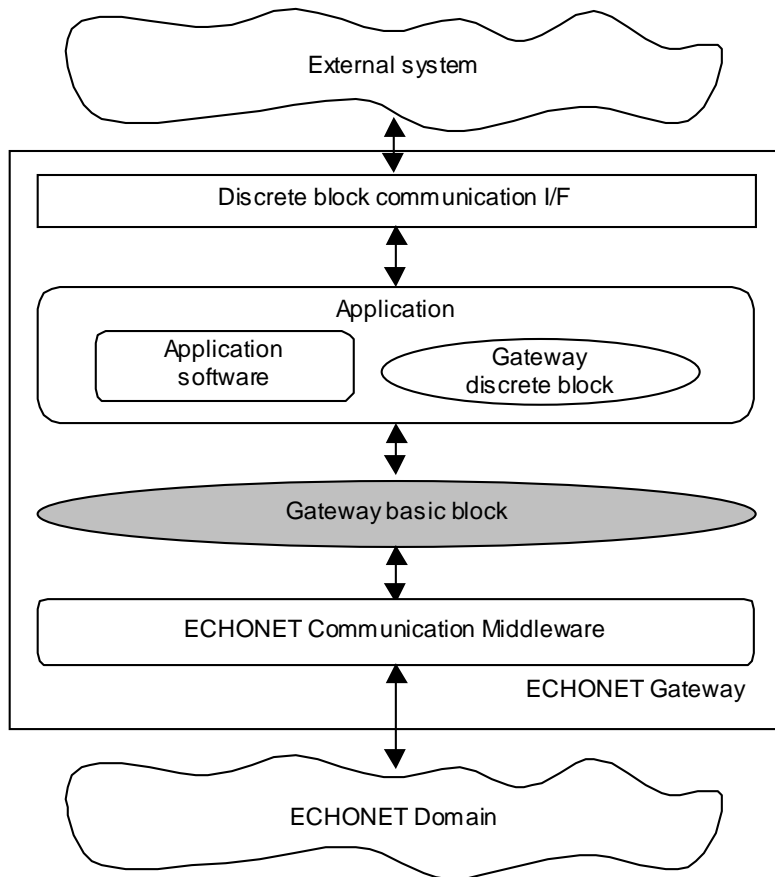 External system
Discrete block communication I/F
Application
Application
software
Gateway
discrete block
Gateway basic block
ECHONET Communication Middleware
ECHONET Gateway
ECHONET Domain